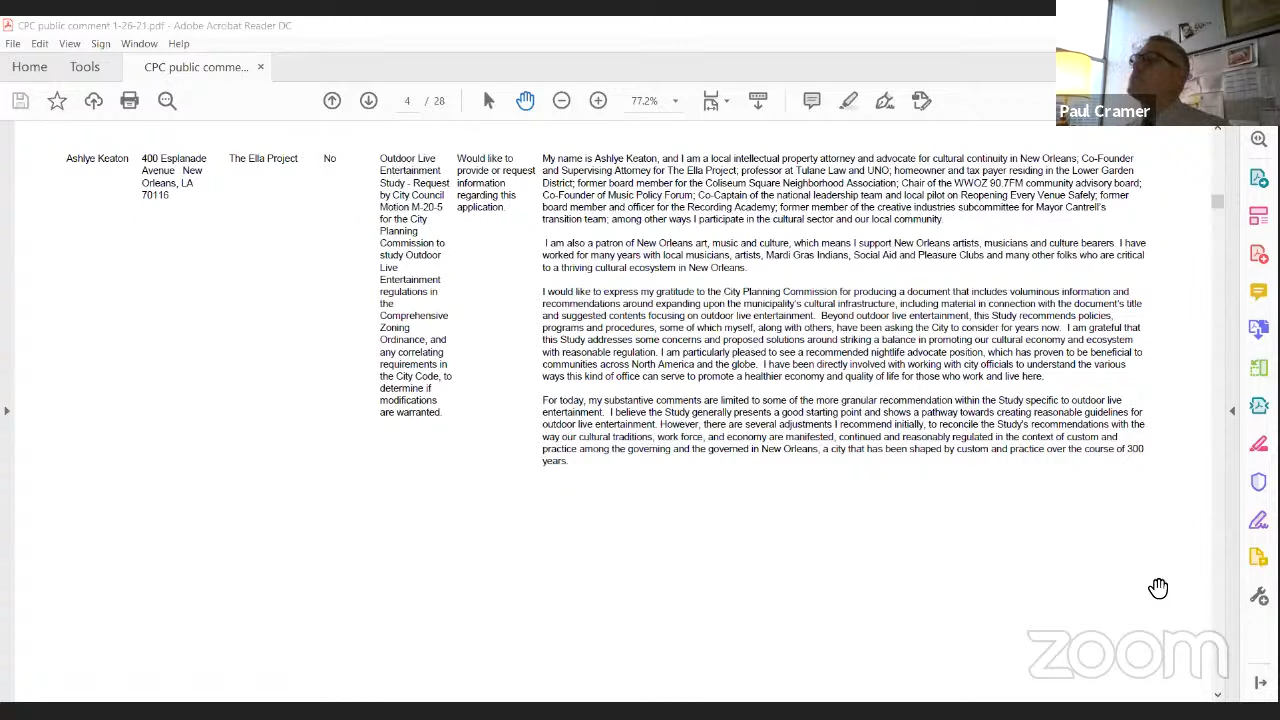 CPC public comment 1-26-21.pdf - Adobe Acrobat Reader DC
File Edit View Sign Window Help
Home Tools CPC public comme... ×
4 / 28 77.2%
Paul Cramer
Ashlye Keaton
400 Esplanade
Avenue New
Orleans, LA
70116
The Ella Project
No
Outdoor Live
Entertainment
Study - Request
by City Council
Motion M-20-5
for the City
Planning
Commission to
study Outdoor
Live
Entertainment
regulations in
the
Comprehensive
Zoning
Ordinance, and
any correlating
requirements in
the City Code, to
determine if
modifications
are warranted.
Would like to
provide or request
information
regarding this
application.
My name is Ashlye Keaton, and I am a local intellectual property attorney and advocate for cultural continuity in New Orleans; Co-Founder
and Supervising Attorney for The Ella Project; professor at Tulane Law and UNO; homeowner and tax payer residing in the Lower Garden
District; former board member for the Coliseum Square Neighborhood Association; Chair of the WWOZ 90.7FM community advisory board;
Co-Founder of Music Policy Forum; Co-Captain of the national leadership team and local pilot on Reopening Every Venue Safely; former
board member and officer for the Recording Academy; former member of the creative industries subcommittee for Mayor Cantrell's
transition team; among other ways I participate in the cultural sector and our local community.
I am also a patron of New Orleans art, music and culture, which means I support New Orleans artists, musicians and culture bearers. I have
worked for many years with local musicians, artists, Mardi Gras Indians, Social Aid and Pleasure Clubs and many other folks who are critical
to a thriving cultural ecosystem in New Orleans.
I would like to express my gratitude to the City Planning Commission for producing a document that includes voluminous information and
recommendations around expanding upon the municipality's cultural infrastructure, including material in connection with the document's title
and suggested contents focusing on outdoor live entertainment. Beyond outdoor live entertainment, this Study recommends policies,
programs and procedures, some of which myself, along with others, have been asking the City to consider for years now. I am grateful that
this Study addresses some concerns and proposed solutions around striking a balance in promoting our cultural economy and ecosystem
with reasonable regulation. I am particularly pleased to see a recommended nightlife advocate position, which has proven to be beneficial to
communities across North America and the globe. I have been directly involved with working with city officials to understand the various
ways this kind of office can serve to promote a healthier economy and quality of life for those who work and live here.
For today, my substantive comments are limited to some of the more granular recommendation within the Study specific to outdoor live
entertainment. I believe the Study generally presents a good starting point and shows a pathway towards creating reasonable guidelines for
outdoor live entertainment. However, there are several adjustments I recommend initially, to reconcile the Study's recommendations with the
way our cultural traditions, work force, and economy are manifested, continued and reasonably regulated in the context of custom and
practice among the governing and the governed in New Orleans, a city that has been shaped by custom and practice over the course of 300
years.
zoom